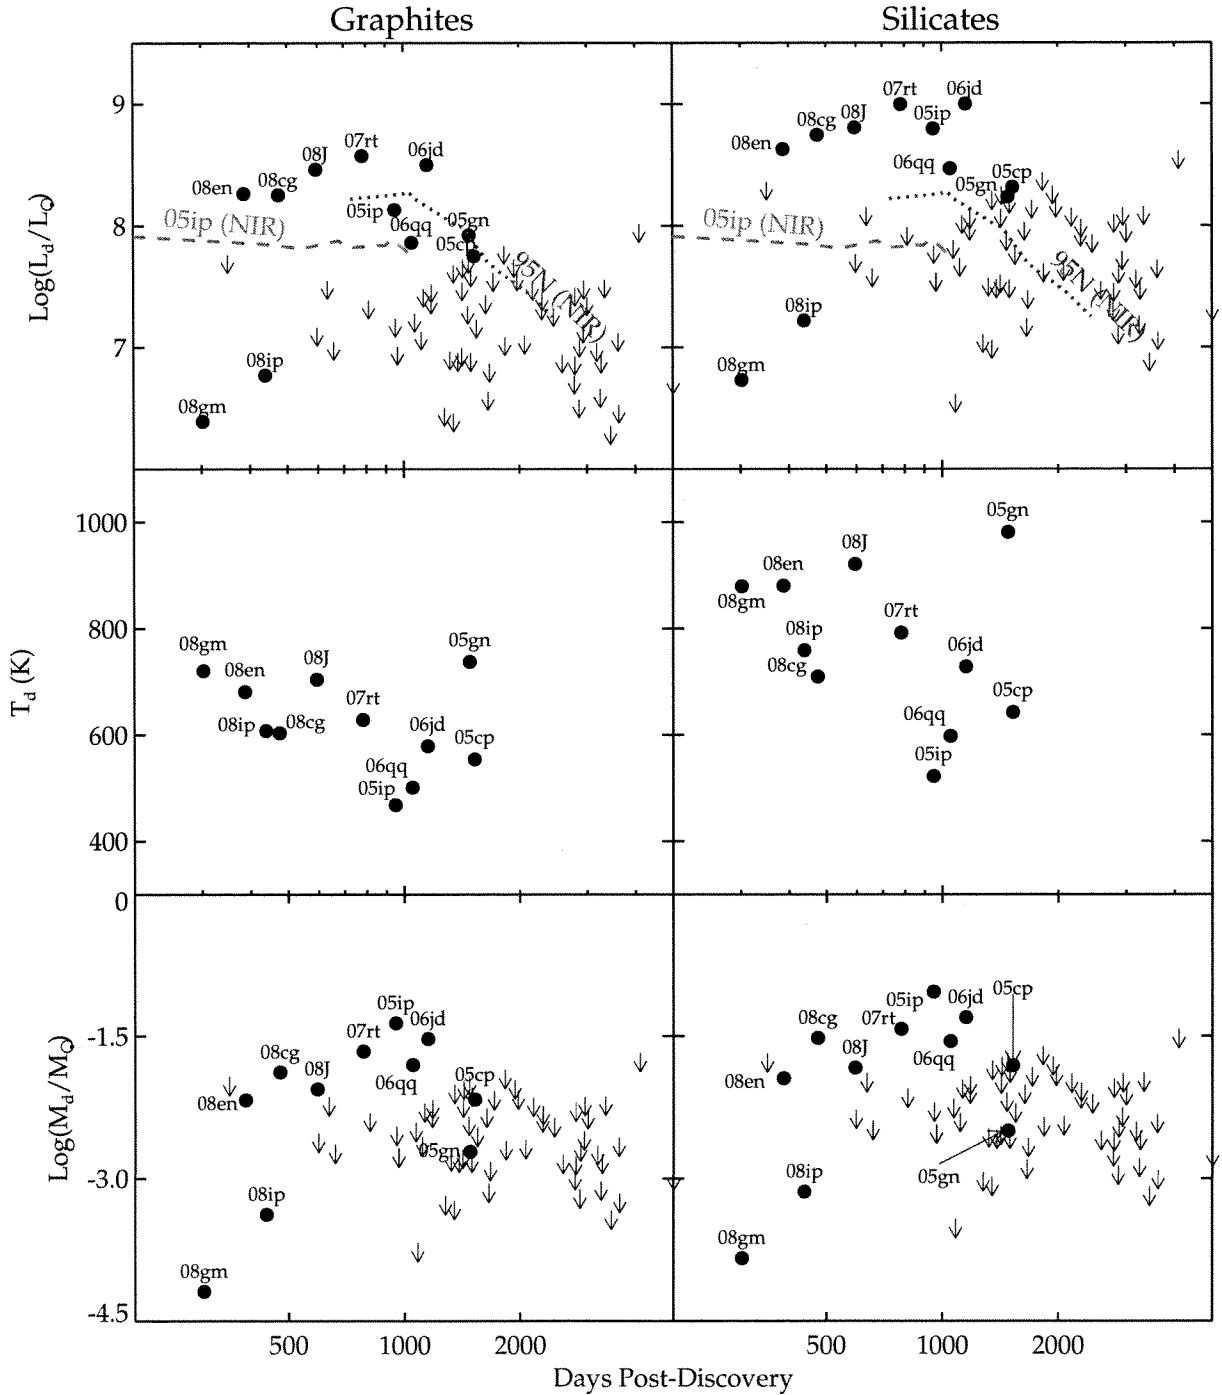 Graphites
Silicates
Log(L_d/L_⊙)
9
8
7
08gm
08en
08ip
08cg
08J
07rt
05ip
06qq
06jd
05gn
05cp
05ip (NIR)
95N (NIR)
08gm
08en
08ip
08cg
08J
07rt
05ip
06qq
06jd
05gn
05cp
05ip (NIR)
95N (NIR)
T_d (K)
1000
800
600
400
08gm
08en
08ip
08cg
08J
07rt
05ip
06qq
06jd
05gn
05cp
08gm
08en
08ip
08cg
08J
07rt
05ip
06qq
06jd
05gn
05cp
Log(M_d/M_⊙)
0
-1.5
-3.0
-4.5
08gm
08en
08ip
08cg
08J
07rt
05ip
06qq
06jd
05gn
05cp
08gm
08en
08ip
08cg
08J
07rt
05ip
06qq
06jd
05gn
05cp
500
1000
2000
500
1000
2000
Days Post-Discovery